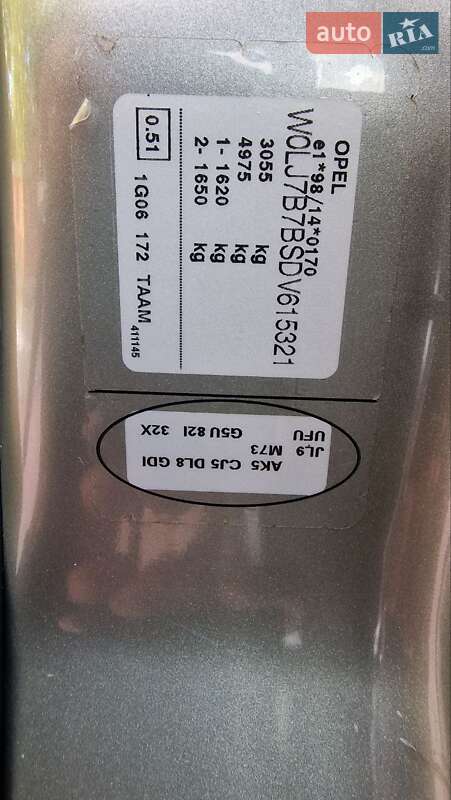 auto RIA
.com
OPEL
e1*98/14*0170
W0LJ7B7BSDV615321
3055 kg
4975 kg
1- 1620 kg
2- 1650 kg
0.51 1G06 172 TAAM
411145
AK5 CJ5 DL8 GDI
JL9 M73
UFU G5U 82I 32X